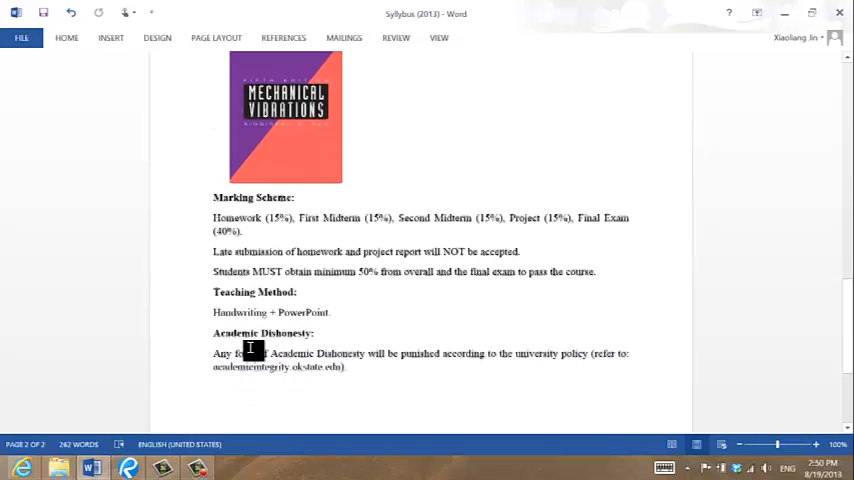 Syllybus (2013) - Word
?
FILE HOME INSERT DESIGN PAGE LAYOUT REFERENCES MAILINGS REVIEW VIEW Xiaoliang Jin
FIFTH EDITION
MECHANICAL
VIBRATIONS
Marking Scheme:
Homework (15%), First Midterm (15%), Second Midterm (15%), Project (15%), Final Exam
(40%).
Late submission of homework and project report will NOT be accepted.
Students MUST obtain minimum 50% from overall and the final exam to pass the course.
Teaching Method:
Handwriting + PowerPoint.
Academic Dishonesty:
Any of Academic Dishonesty will be punished according to the university policy (refer to:
academicintegrity.okstate.edu).
PAGE 2 OF 2 262 WORDS ENGLISH (UNITED STATES) 100%
ENG 2:50 PM
8/19/2013